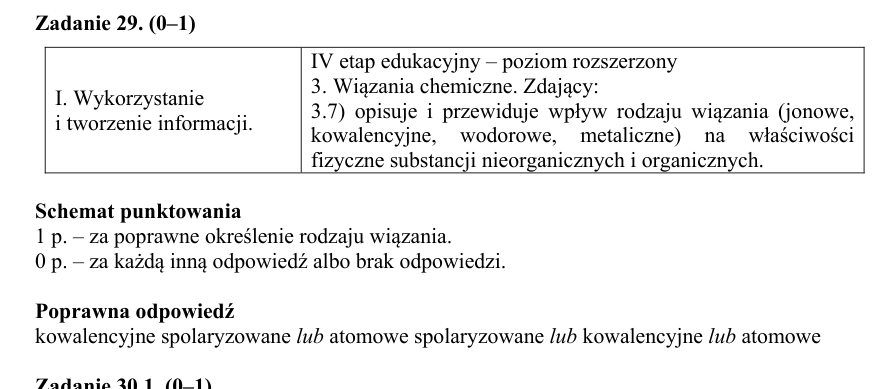 Zadanie 29. (0–1)
I. Wykorzystanie
i tworzenie informacji.
IV etap edukacyjny – poziom rozszerzony
3. Wiązania chemiczne. Zdający:
3.7) opisuje i przewiduje wpływ rodzaju wiązania (jonowe,
kowalencyjne, wodorowe, metaliczne) na właściwości
fizyczne substancji nieorganicznych i organicznych.
Schemat punktowania
1 p. – za poprawne określenie rodzaju wiązania.
0 p. – za każdą inną odpowiedź albo brak odpowiedzi.
Poprawna odpowiedź
kowalencyjne spolaryzowane lub atomowe spolaryzowane lub kowalencyjne lub atomowe
Zadanie 30.1. (0–1)